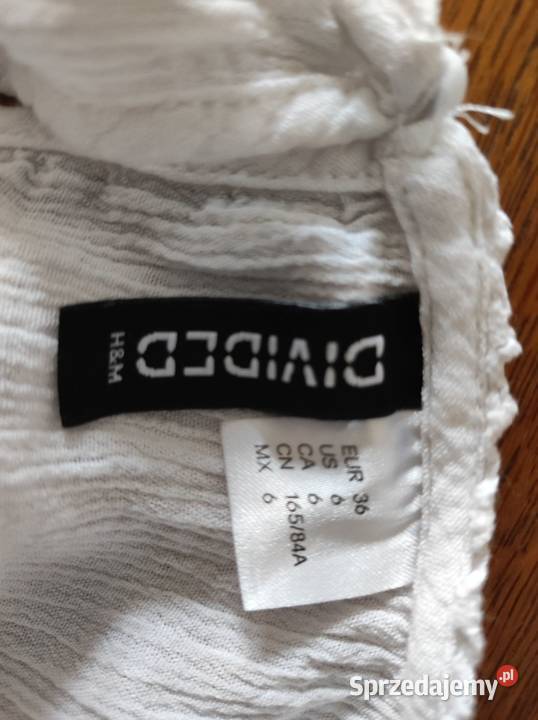 DIVIDED
H&M
EUR 36
US 6
CA 6
CN 165/84A
MX 6
Sprzedajemy.pl